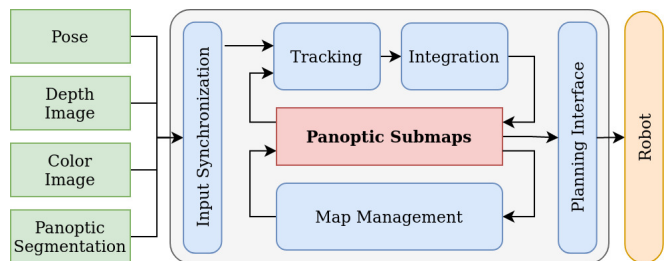 Pose
Depth
Image
Color
Image
Panoptic
Segmentation
Input Synchronization
Tracking
Integration
Panoptic Submaps
Map Management
Planning Interface
Robot